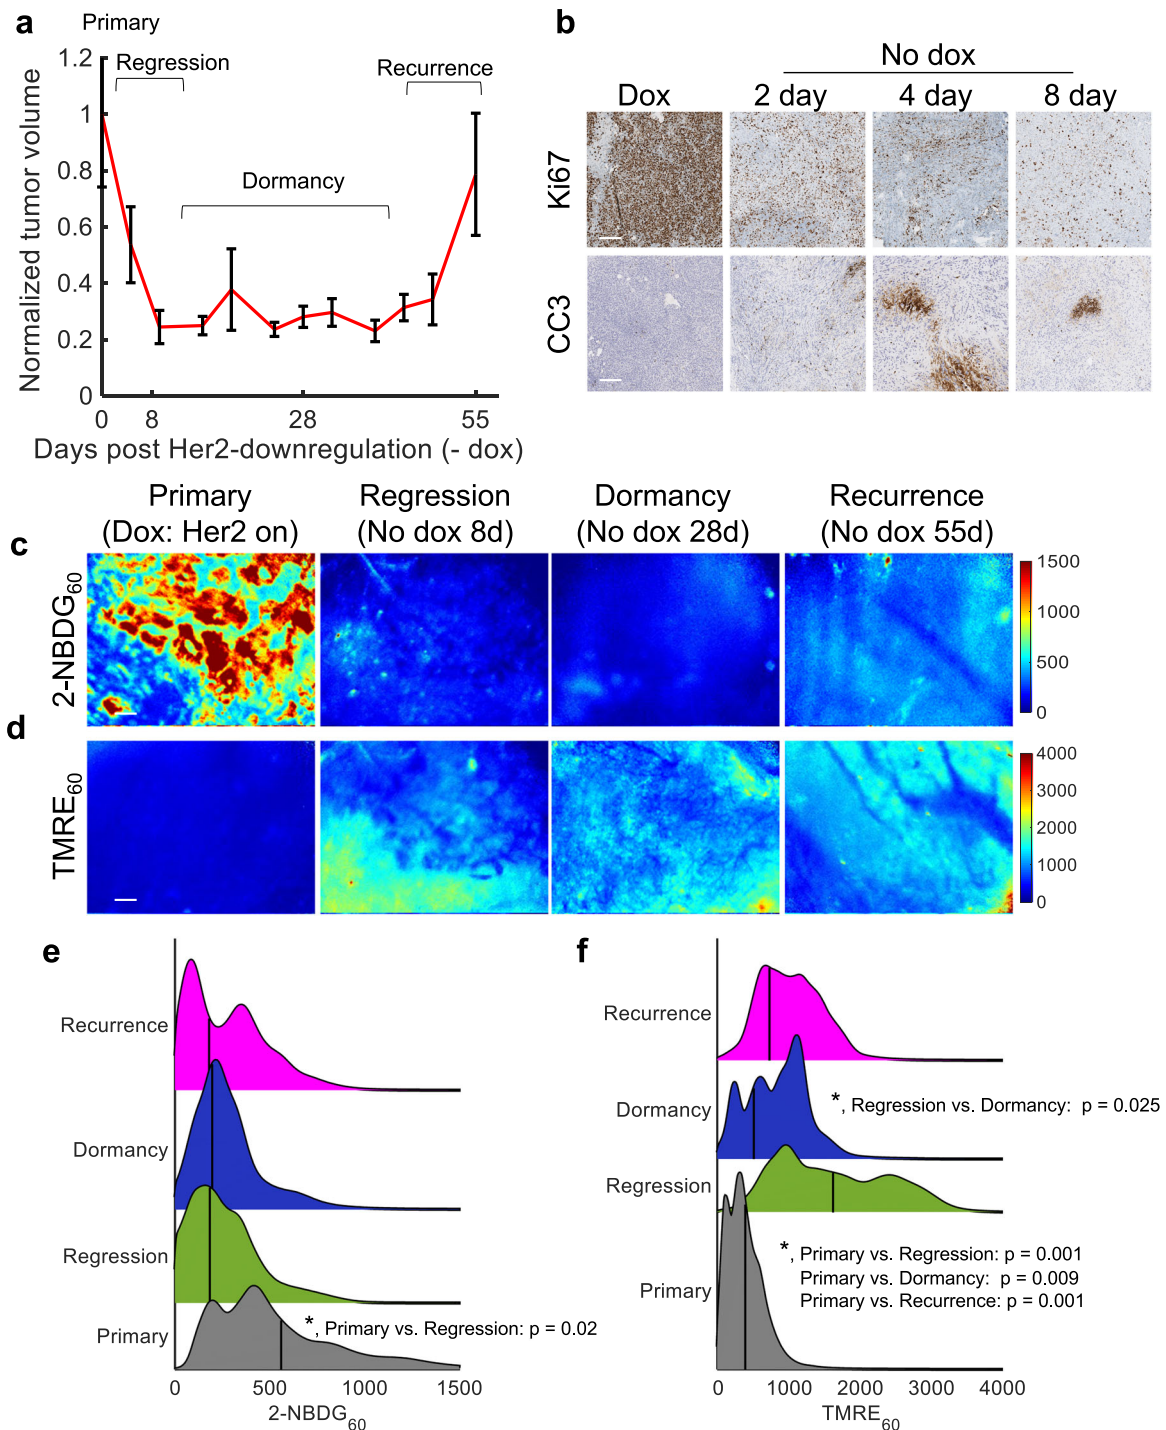 a
Primary
Regression
Recurrence
Dormancy
1.2
1
0.8
0.6
0.4
0.2
0
Normalized tumor volume
0 8 28 55
Days post Her2-downregulation (- dox)
b
No dox
Dox 2 day 4 day 8 day
Ki67
CC3
Primary Regression Dormancy Recurrence
(Dox: Her2 on) (No dox 8d) (No dox 28d) (No dox 55d)
c
2-NBDG60
1500
1000
500
0
d
TMRE60
4000
3000
2000
1000
0
e
Recurrence
Dormancy
Regression
Primary
*, Primary vs. Regression: p = 0.02
0 500 1000 1500
2-NBDG60
f
Recurrence
Dormancy
*, Regression vs. Dormancy: p = 0.025
Regression
Primary
*, Primary vs. Regression: p = 0.001
Primary vs. Dormancy: p = 0.009
Primary vs. Recurrence: p = 0.001
0 1000 2000 3000 4000
TMRE60